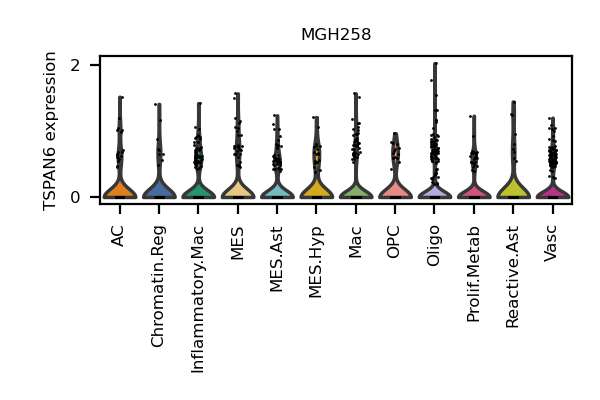 MGH258
TSPAN6 expression
2
0
AC
Chromatin.Reg
Inflammatory.Mac
MES
MES.Ast
MES.Hyp
Mac
OPC
Oligo
Prolif.Metab
Reactive.Ast
Vasc